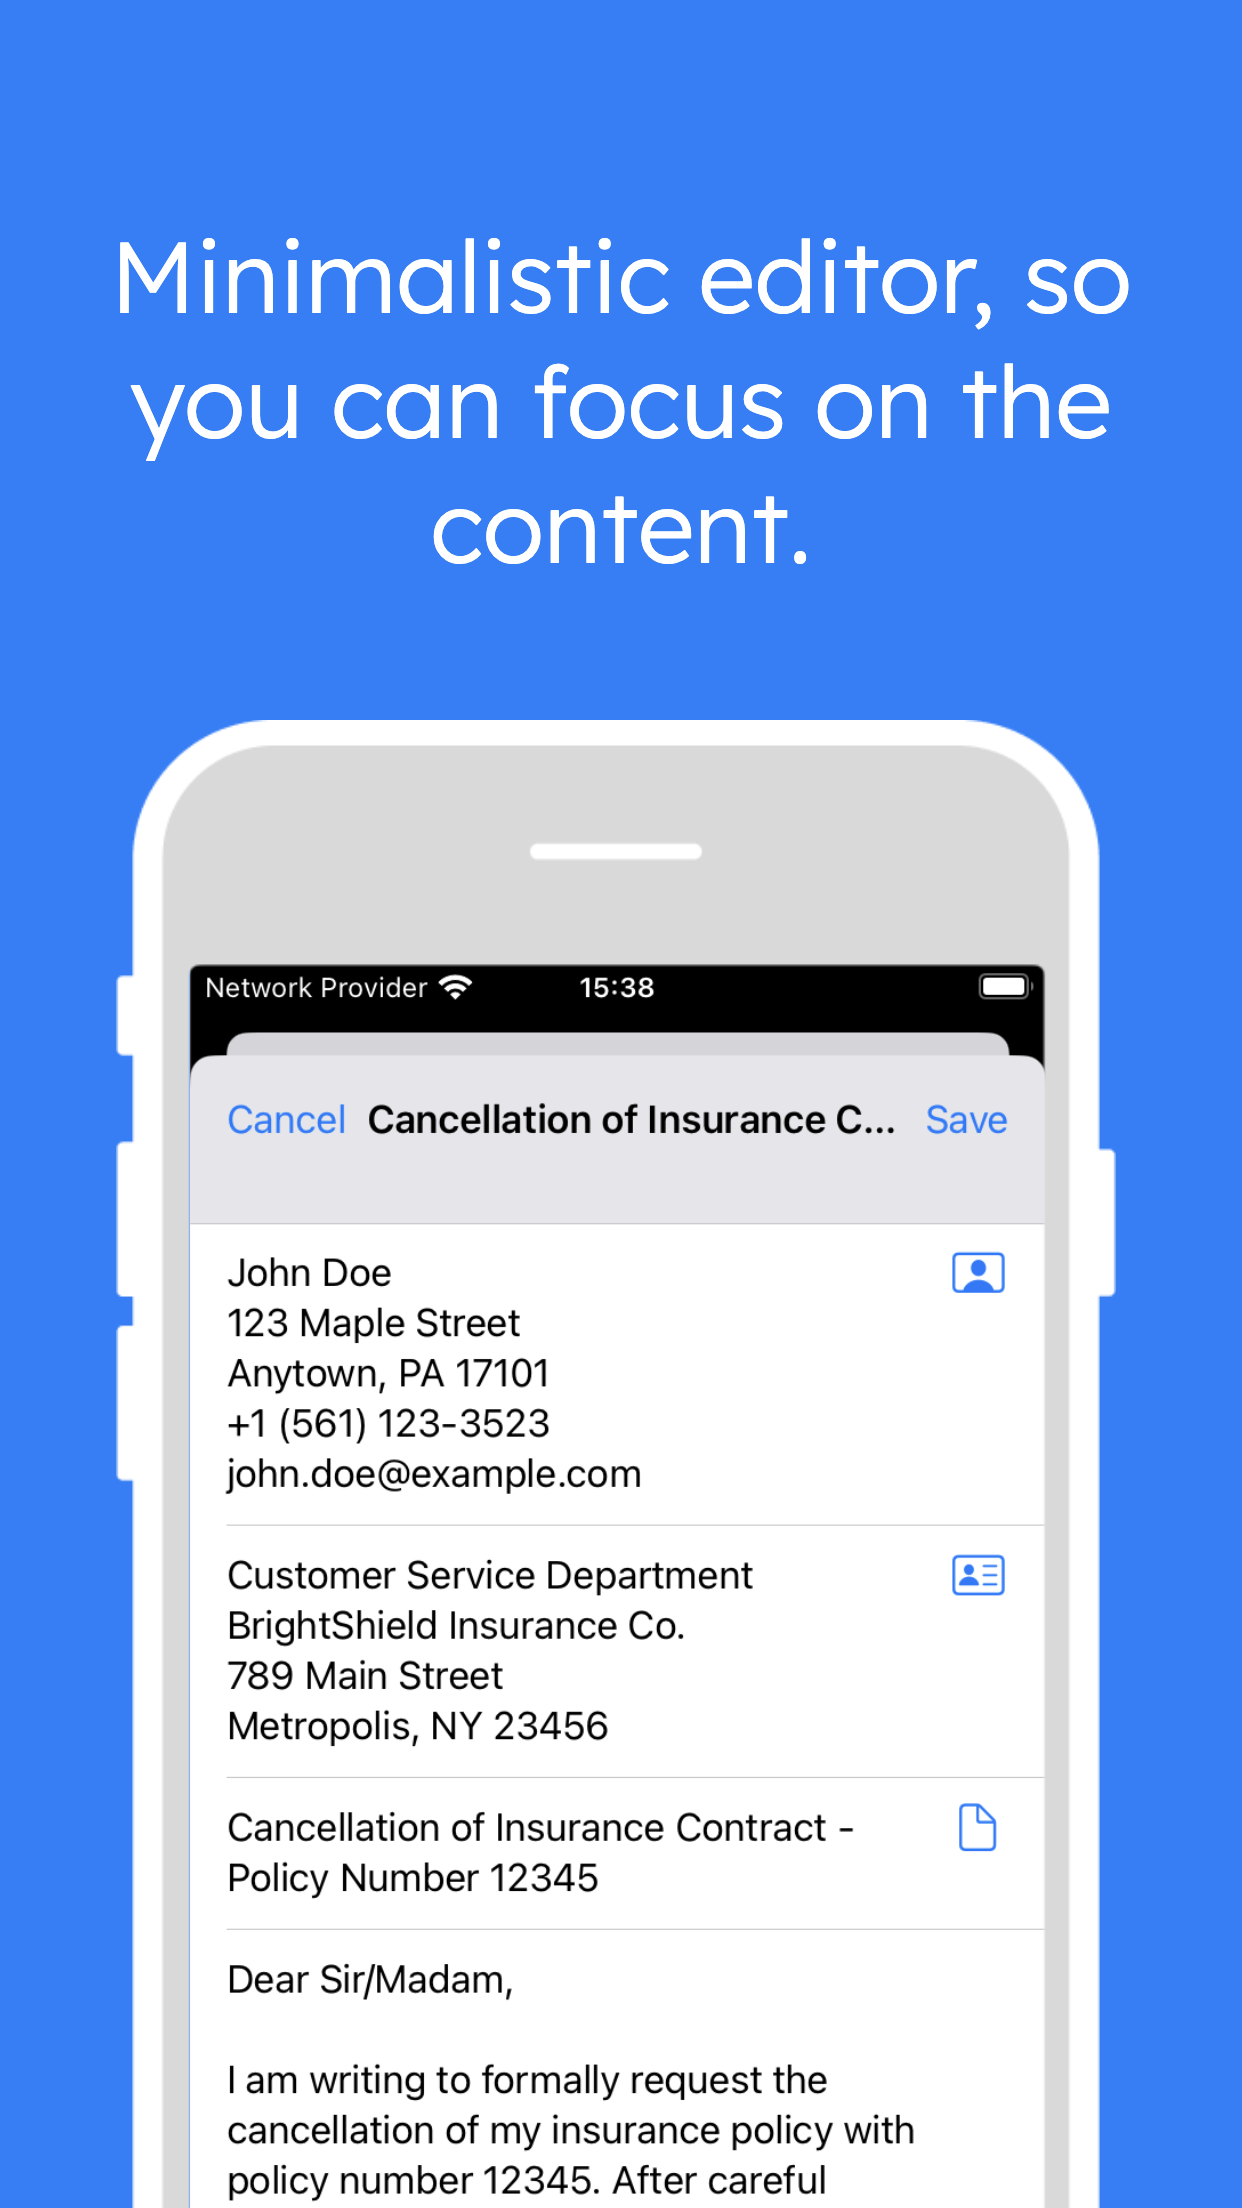 Minimalistic editor, so
you can focus on the
content.
Network Provider 15:38
Cancel Cancellation of Insurance C... Save
John Doe
123 Maple Street
Anytown, PA 17101
+1 (561) 123-3523
john.doe@example.com
Customer Service Department
BrightShield Insurance Co.
789 Main Street
Metropolis, NY 23456
Cancellation of Insurance Contract -
Policy Number 12345
Dear Sir/Madam,
I am writing to formally request the
cancellation of my insurance policy with
policy number 12345. After careful